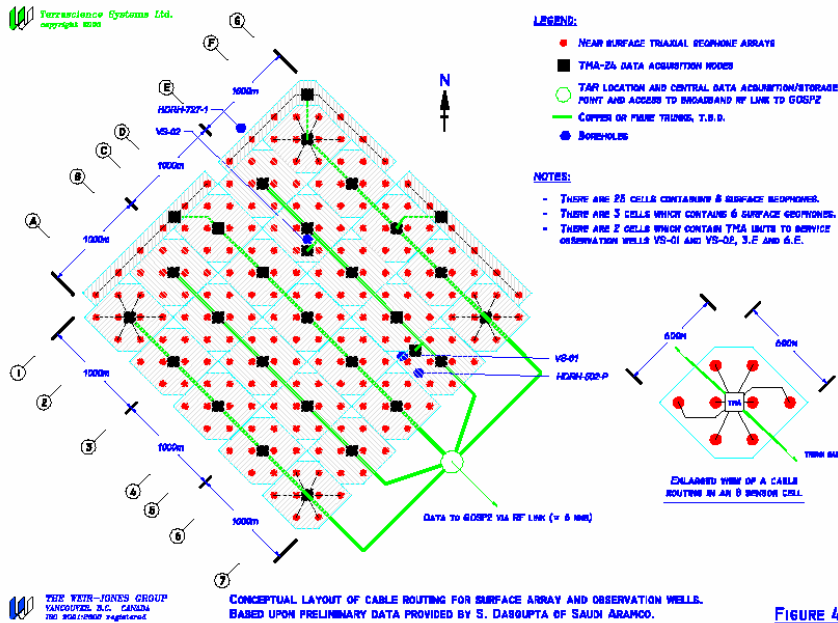 Terrascience Systems Ltd.
copyright 2002
G
F
E
D
C
B
A
1000m
1000m
1000m
HDRH-727-1
VS-02
N
LEGEND:
NEAR SURFACE TRIAXIAL GEOPHONE ARRAYS
TMA-24 DATA ACQUISITION NODES
TAP LOCATION AND CENTRAL DATA ACQUISITION/STORAGE
POINT AND ACCESS TO BROADBAND RF LINK TO GOSP2
COPPER OR FIBRE TRUNKS, T.B.D.
BOREHOLES
NOTES:
- THERE ARE 25 CELLS CONTAINING 8 SURFACE GEOPHONES.
- THERE ARE 3 CELLS WHICH CONTAINS 6 SURFACE GEOPHONES.
- THERE ARE 2 CELLS WHICH CONTAIN TMA UNITS TO SERVICE
OBSERVATION WELLS VS-01 AND VS-02, 3.E AND 6.E.
VS-01
HDRH-602-P
1
2
3
4
5
6
7
1000m
1000m
1000m
600m
600m
TMA
ENLARGED VIEW OF A CABLE
ROUTING IN AN 8 SENSOR CELL
DATA TO GOSP2 VIA RF LINK
THE WEIR-JONES GROUP
VANCOUVER, B.C. CANADA
registered
CONCEPTUAL LAYOUT OF CABLE ROUTING FOR SURFACE ARRAY AND OBSERVATION WELLS.
BASED UPON PRELIMINARY DATA PROVIDED BY S. DASGUPTA OF SAUDI ARAMCO.
FIGURE 4